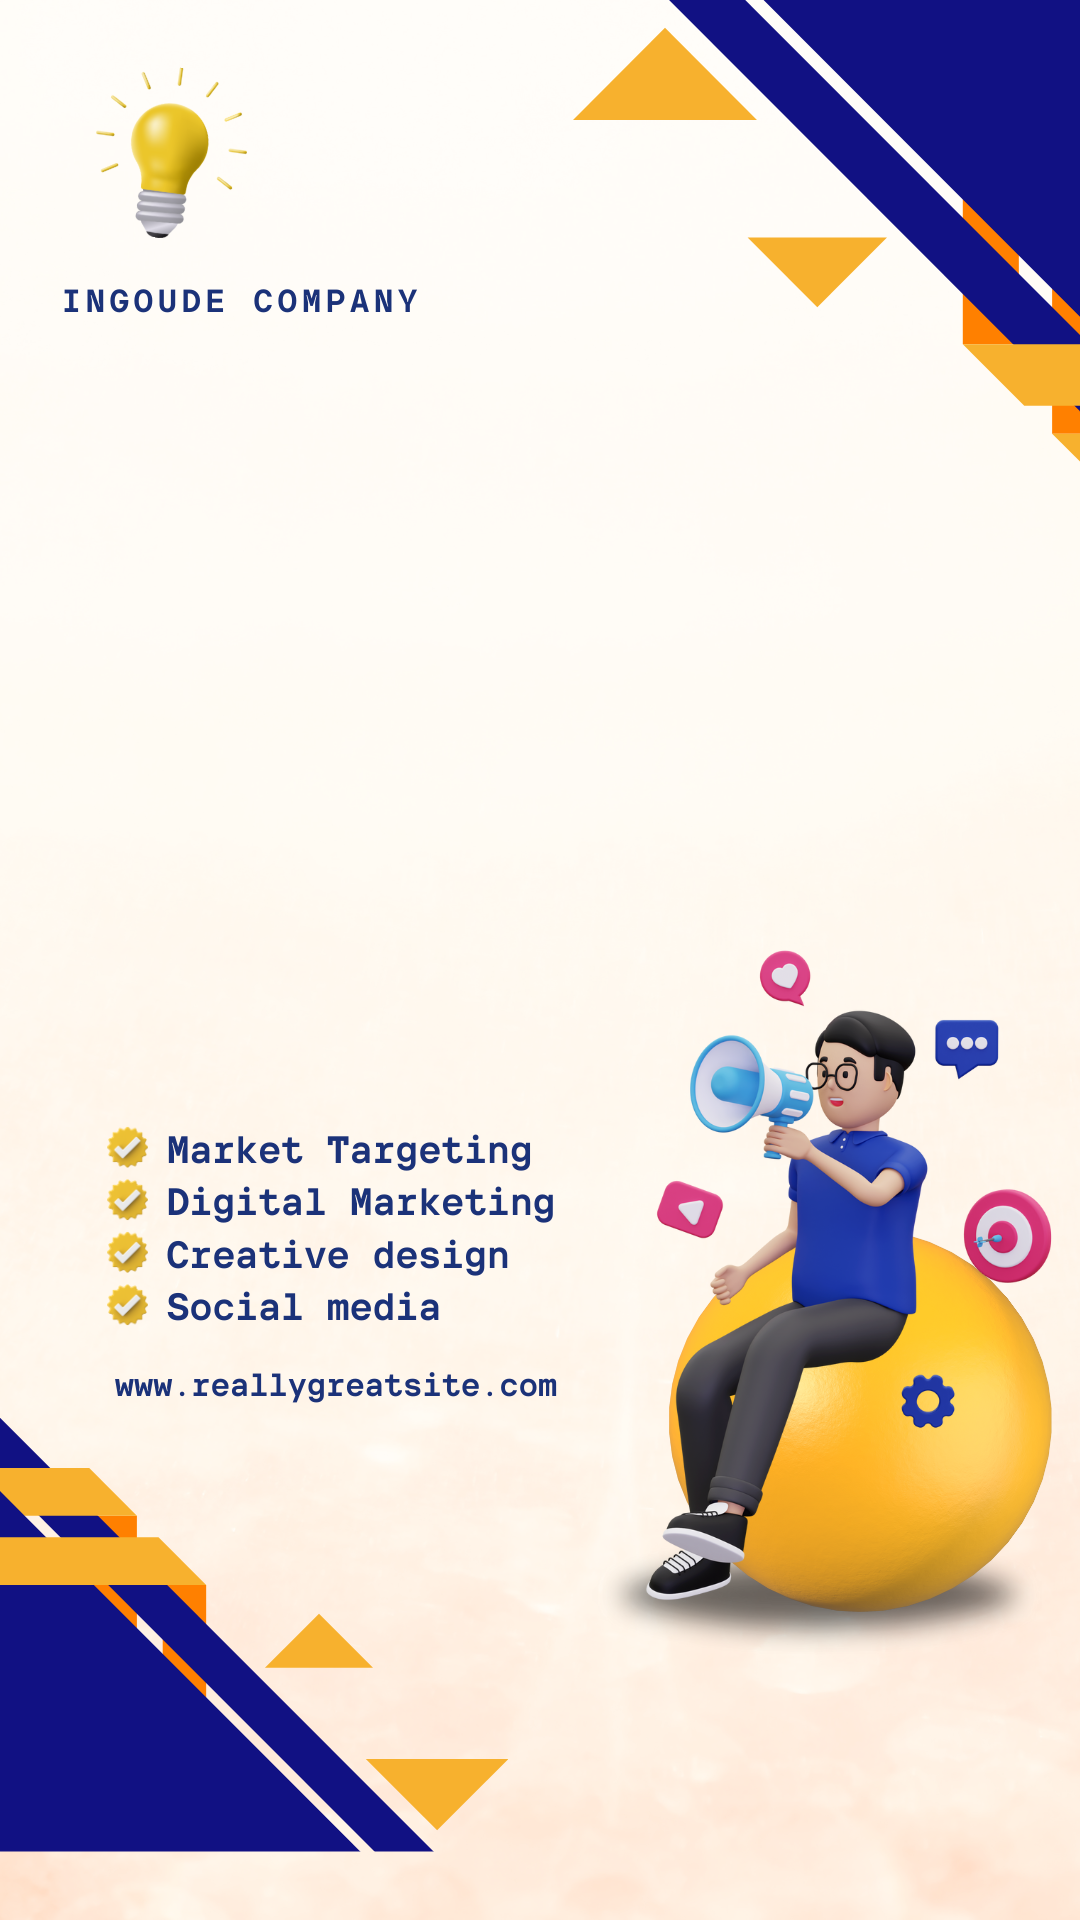 INGOUDE COMPANY
Market Targeting
Digital Marketing
Creative design
Social media
www.reallygreatsite.com